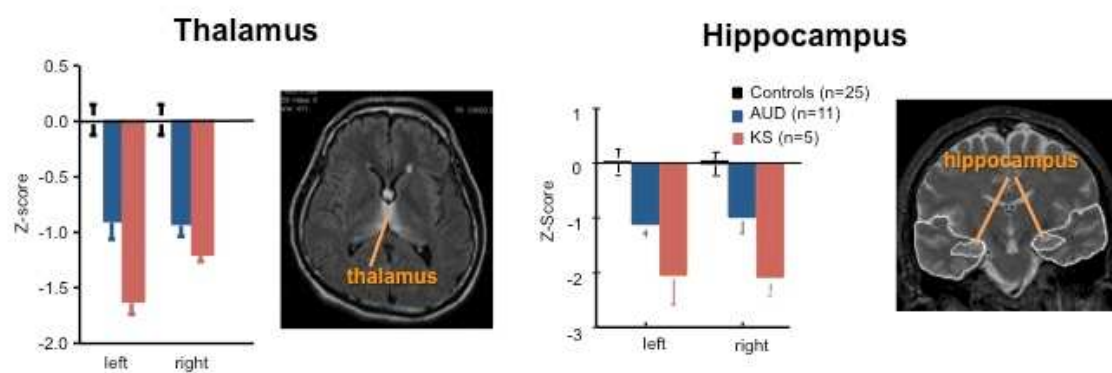 Thalamus
0.5
0.0
-0.5
-1.0
-1.5
-2.0
Z-score
left
right
thalamus
Hippocampus
Controls (n=25)
AUD (n=11)
KS (n=5)
1
0
-1
-2
-3
Z-Score
left
right
hippocampus